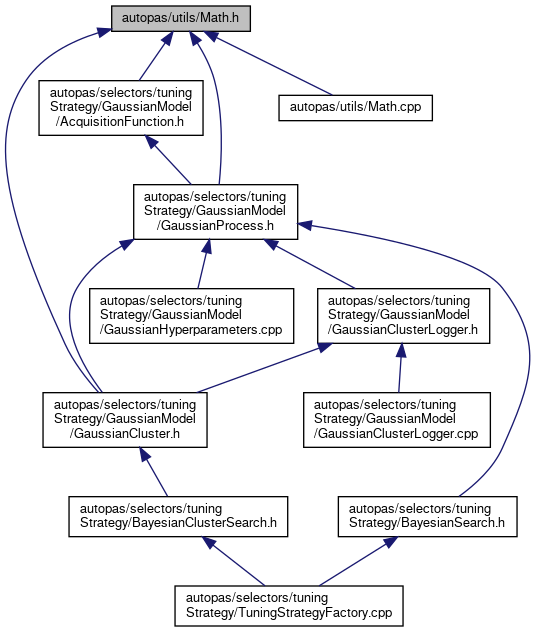 autopas/utils/Math.h
autopas/selectors/tuning
Strategy/GaussianModel
/AcquisitionFunction.h
autopas/utils/Math.cpp
autopas/selectors/tuning
Strategy/GaussianModel
/GaussianProcess.h
autopas/selectors/tuning
Strategy/GaussianModel
/GaussianHyperparameters.cpp
autopas/selectors/tuning
Strategy/GaussianModel
/GaussianClusterLogger.h
autopas/selectors/tuning
Strategy/GaussianModel
/GaussianCluster.h
autopas/selectors/tuning
Strategy/GaussianModel
/GaussianClusterLogger.cpp
autopas/selectors/tuning
Strategy/BayesianClusterSearch.h
autopas/selectors/tuning
Strategy/BayesianSearch.h
autopas/selectors/tuning
Strategy/TuningStrategyFactory.cpp